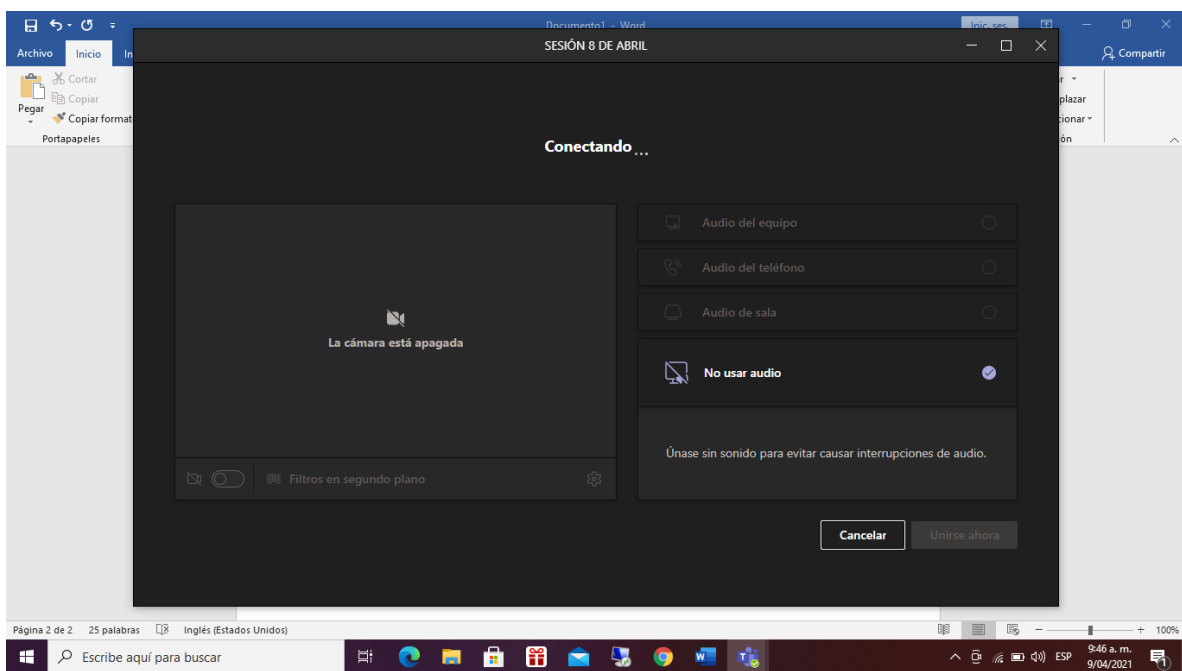 Documento1 - Word
Inic. ses.
SESIÓN 8 DE ABRIL
Archivo Inicio In
Compartir
Cortar
Copiar
Pegar
Copiar format
Portapapeles
r
plazar
cionar
ón
Conectando...
Audio del equipo
Audio del teléfono
Audio de sala
La cámara está apagada
No usar audio
Únase sin sonido para evitar causar interrupciones de audio.
Filtros en segundo plano
Cancelar Unirse ahora
Página 2 de 2 25 palabras Inglés (Estados Unidos) 100%
Escribe aquí para buscar
ESP
9:46 a. m.
9/04/2021
1